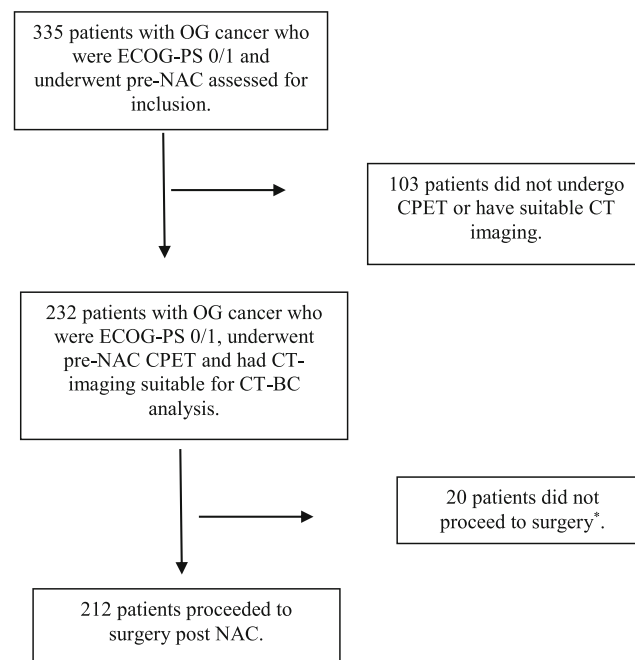 335 patients with OG cancer who
were ECOG-PS 0/1 and
underwent pre-NAC assessed for
inclusion.
103 patients did not undergo
CPET or have suitable CT
imaging.
232 patients with OG cancer who
were ECOG-PS 0/1, underwent
pre-NAC CPET and had CT-
imaging suitable for CT-BC
analysis.
20 patients did not
proceed to surgery*.
212 patients proceeded to
surgery post NAC.